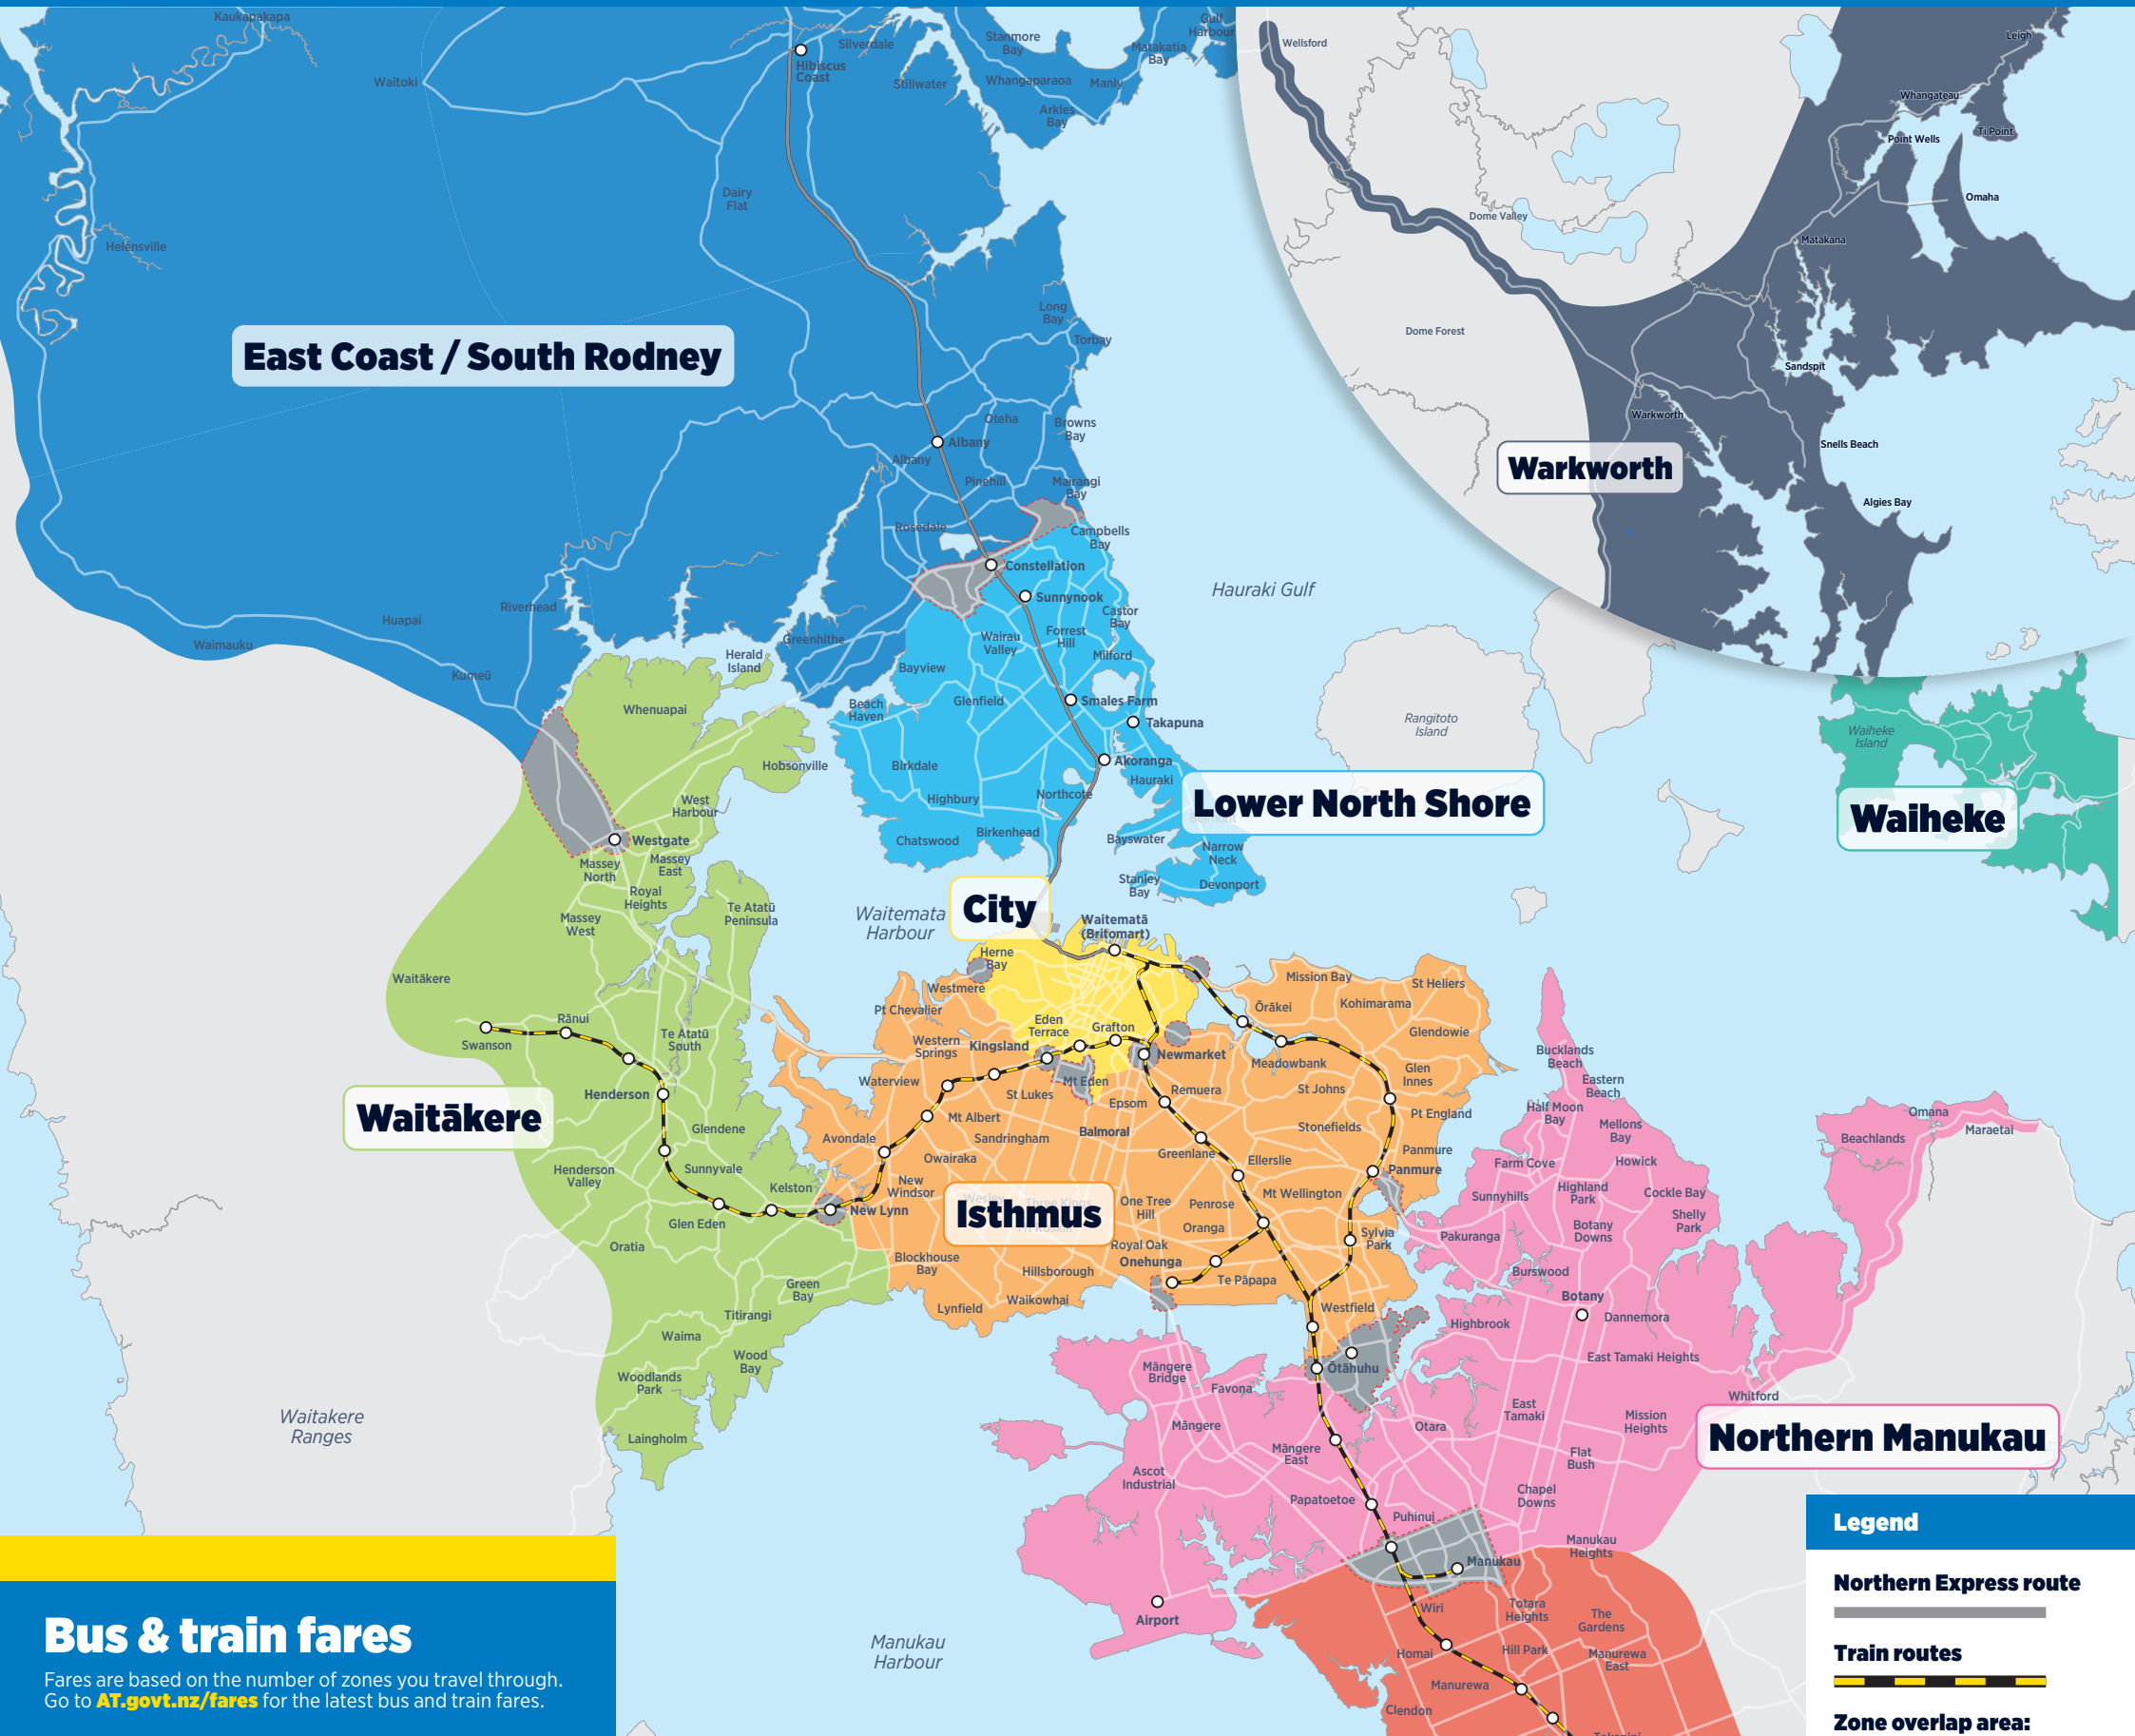 Kaukapakapa
Waitoki
Silverdale
Hibiscus
Coast
Stillwater
Stanmore
Bay
Whangaparaoa
Arkles
Bay
Manly
Matakatia
Bay
Gulf
Harbour
Wellsford
Leigh
Whangateau
Ti Point
Point Wells
Omaha
Dome Valley
Matakana
Dome Forest
Sandspit
Warkworth
Snells Beach
Warkworth
Algies Bay
Dairy
Flat
Helensville
Long
Bay
Torbay
East Coast / South Rodney
Oteha
Browns
Bay
Albany
Albany
Pinehill
Mairangi
Bay
Rosedale
Campbells
Bay
Constellation
Sunnynook
Hauraki Gulf
Castor
Bay
Riverhead
Huapai
Waimauku
Kumeū
Greenhithe
Herald
Island
Wairau
Valley
Forrest
Hill
Milford
Bayview
Whenuapai
Beach
Haven
Glenfield
Smales Farm
Takapuna
Rangitoto
Island
Waiheke
Island
Hobsonville
Birkdale
Akoranga
Hauraki
Highbury
Northcote
Lower North Shore
Waiheke
West
Harbour
Westgate
Chatswood
Birkenhead
Bayswater
Narrow
Neck
Stanley
Bay
Devonport
Massey
North
Massey
East
Royal
Heights
Massey
West
Te Atatū
Peninsula
Waitemata
Harbour
City
Waitematā
(Britomart)
Waitākere
Herne
Bay
Westmere
Pt Chevalier
Mission Bay
St Heliers
Ōrākei
Kohimarama
Glendowie
Swanson
Rānui
Te Atatū
South
Western
Springs
Kingsland
Eden
Terrace
Grafton
Newmarket
Meadowbank
Glen
Innes
Bucklands
Beach
Eastern
Beach
Henderson
Waterview
St Lukes
Mt Eden
Remuera
St Johns
Pt England
Half Moon
Bay
Mellons
Bay
Waitākere
Glendene
Avondale
Mt Albert
Sandringham
Epsom
Balmoral
Stonefields
Omana
Beachlands
Maraetai
Owairaka
Greenlane
Ellerslie
Panmure
Panmure
Farm Cove
Howick
Henderson
Valley
Sunnyvale
Kelston
New
Windsor
New Lynn
Isthmus
One Tree
Hill
Penrose
Mt Wellington
Sunnyhills
Highland
Park
Cockle Bay
Shelly
Park
Glen Eden
Oratia
Oranga
Sylvia
Park
Pakuranga
Botany
Downs
Blockhouse
Bay
Hillsborough
Royal Oak
Onehunga
Te Pāpapa
Burswood
Green
Bay
Titirangi
Lynfield
Waikowhai
Westfield
Botany
Dannemora
Highbrook
Waima
Wood
Bay
Woodlands
Park
Māngere
Bridge
Favona
Ōtāhuhu
East Tamaki Heights
Whitford
Waitakere
Ranges
Laingholm
Māngere
Māngere
East
Otara
East
Tamaki
Mission
Heights
Northern Manukau
Flat
Bush
Ascot
Industrial
Papatoetoe
Chapel
Downs
Puhinui
Manukau
Manukau
Heights
Airport
Manukau
Harbour
Wiri
Totara
Heights
The
Gardens
Homai
Hill Park
Manurewa
East
Manurewa
Clendon
Bus & train fares
Fares are based on the number of zones you travel through.
Go to AT.govt.nz/fares for the latest bus and train fares.
Legend
Northern Express route
Train routes
Zone overlap area: